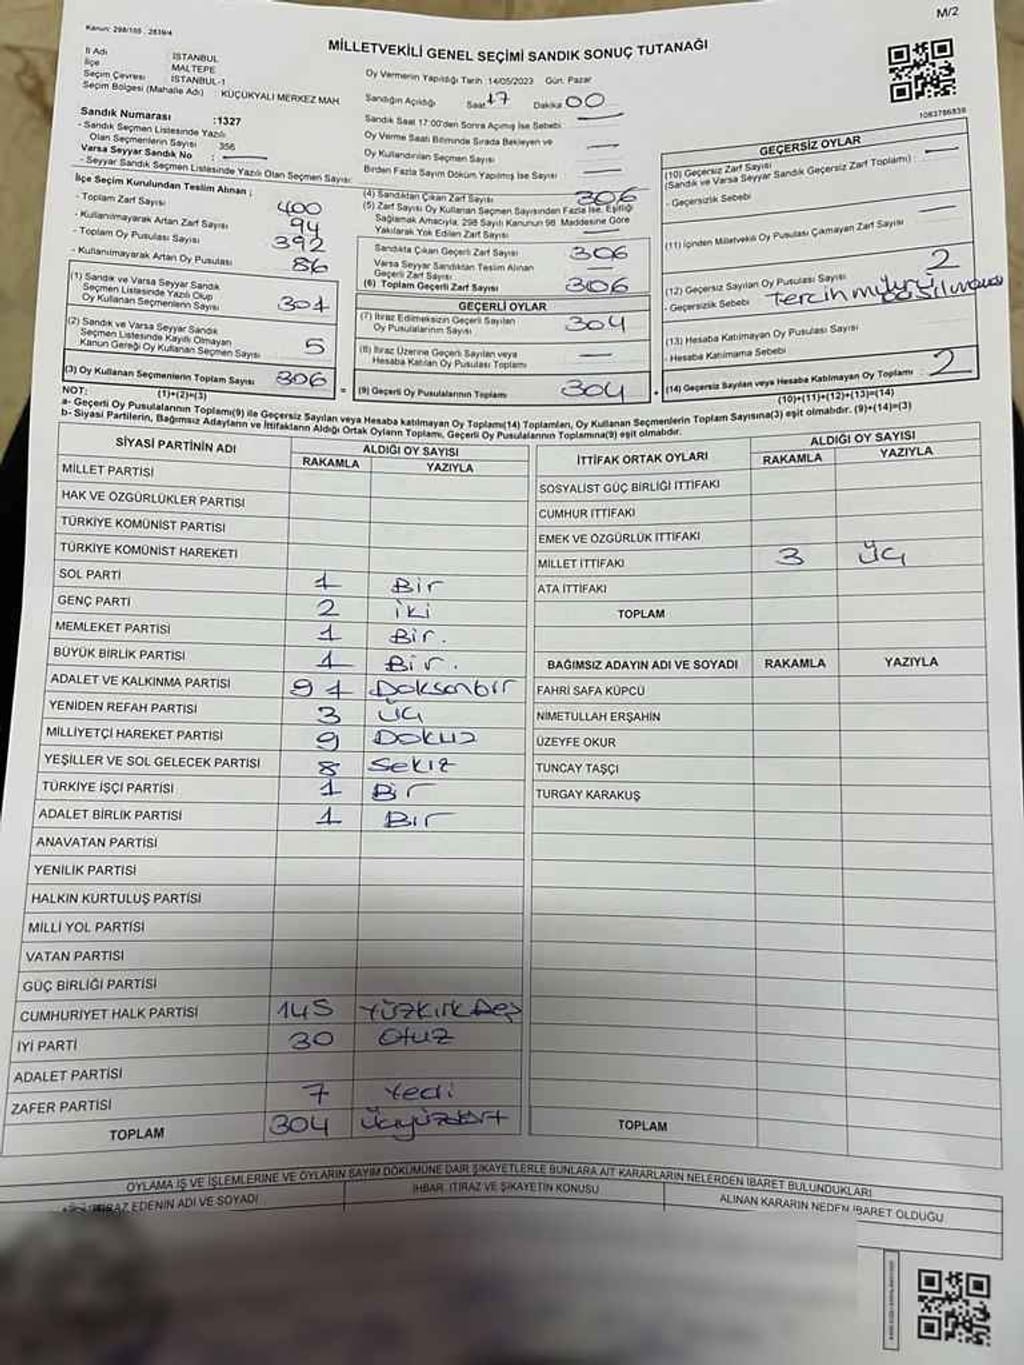 M/2
Kanun: 298/105 , 2839/4
MİLLETVEKİLİ GENEL SEÇİMİ SANDIK SONUÇ TUTANAĞI
İl Adı İSTANBUL
İlçe MALTEPE
Seçim Çevresi İSTANBUL-1
Seçim Bölgesi (Mahalle Adı) : KÜÇÜKYALI MERKEZ MAH.
Sandık Numarası :1327
- Sandık Seçmen Listesinde Yazılı
Olan Seçmenlerin Sayısı 356
Varsa Seyyar Sandık No :
- Seyyar Sandık Seçmen Listesinde Yazılı Olan Seçmen Sayısı:
İlçe Seçim Kurulundan Teslim Alınan ;
- Toplam Zarf Sayısı 400
- Kullanılmayarak Artan Zarf Sayısı 94
- Toplam Oy Pusulası Sayısı 392
- Kullanılmayarak Artan Oy Pusulası 86
(1) Sandık ve Varsa Seyyar Sandık
Seçmen Listesinde Yazılı Olup
Oy Kullanan Seçmenlerin Sayısı 301
(2) Sandık ve Varsa Seyyar Sandık
Seçmen Listesinde Kayıtlı Olmayan
Kanun Gereği Oy Kullanan Seçmen Sayısı 5
(3) Oy Kullanan Seçmenlerin Toplam Sayısı 306
(1)+(2)=(3)
Oy Vermenin Yapıldığı Tarih : 14/05/2023 Gün: Pazar
Sandığın Açıldığı Saat 17 Dakika 00
Sandık Saat 17:00'den Sonra Açılmış İse Sebebi
Oy Verme Saati Bitiminde Sırada Bekleyen ve
Oy Kullandırılan Seçmen Sayısı
Birden Fazla Sayım Döküm Yapılmış İse Sayısı
(4) Sandıktan Çıkan Zarf Sayısı 306
(5) Zarf Sayısı Oy Kullanan Seçmen Sayısından Fazla İse, Eşitliği
Sağlamak Amacıyla, 298 Sayılı Kanunun 98. Maddesine Göre
Yakılarak Yok Edilen Zarf Sayısı
Sandıkta Çıkan Geçerli Zarf Sayısı 306
Varsa Seyyar Sandıktan Teslim Alınan
Geçerli Zarf Sayısı
(6) Toplam Geçerli Zarf Sayısı 306
GEÇERLİ OYLAR
(7) İtiraz Edilmeksizin Geçerli Sayılan
Oy Pusulalarının Sayısı 304
(8) İtiraz Üzerine Geçerli Sayılan veya
Hesaba Katılan Oy Pusulası Toplamı
= (9) Geçerli Oy Pusulalarının Toplamı 304
1083786838
GEÇERSİZ OYLAR
(10) Geçersiz Zarf Sayısı
(Sandık ve Varsa Seyyar Sandık Geçersiz Zarf Toplamı) :
- Geçersizlik Sebebi
(11) İçinden Milletvekili Oy Pusulası Çıkmayan Zarf Sayısı
(12) Geçersiz Sayılan Oy Pusulası Sayısı 2
- Geçersizlik Sebebi Tercih mührü
(13) Hesaba Katılmayan Oy Pusulası Sayısı
- Hesaba Katılmama Sebebi
(14) Geçersiz Sayılan veya Hesaba Katılmayan Oy Toplamı : 2
(10)+(11)+(12)+(13)=(14)
NOT:
a- Geçerli Oy Pusulalarının Toplamı(9) ile Geçersiz Sayılan veya Hesaba katılmayan Oy Toplamı(14) Toplamları, Oy Kullanan Seçmenlerin Toplam Sayısına(3) eşit olmalıdır. (9)+(14)=(3)
b- Siyasi Partilerin, Bağımsız Adayların ve İttifakların Aldığı Ortak Oyların Toplamı, Geçerli Oy Pusulalarının Toplamına(9) eşit olmalıdır.
SİYASİ PARTİNİN ADI ALDIĞI OY SAYISI
RAKAMLA YAZIYLA
MİLLET PARTİSİ
HAK VE ÖZGÜRLÜKLER PARTİSİ
TÜRKİYE KOMÜNİST PARTİSİ
TÜRKİYE KOMÜNİST HAREKETİ
SOL PARTİ 1 Bir
GENÇ PARTİ 2 iki
MEMLEKET PARTİSİ 1 Bir.
BÜYÜK BİRLİK PARTİSİ 1 Bir.
ADALET VE KALKINMA PARTİSİ 91 Doksanbir
YENİDEN REFAH PARTİSİ 3 Üç
MİLLİYETÇİ HAREKET PARTİSİ 9 Dokuz
YEŞİLLER VE SOL GELECEK PARTİSİ 8 Sekiz
TÜRKİYE İŞÇİ PARTİSİ 1 Bir
ADALET BİRLİK PARTİSİ 1 Bir
ANAVATAN PARTİSİ
YENİLİK PARTİSİ
HALKIN KURTULUŞ PARTİSİ
MİLLİ YOL PARTİSİ
VATAN PARTİSİ
GÜÇ BİRLİĞİ PARTİSİ
CUMHURİYET HALK PARTİSİ 145 Yüzkırkbeş
İYİ PARTİ 30 Otuz
ADALET PARTİSİ
ZAFER PARTİSİ 7 Yedi
TOPLAM 304 Üçyüzdört
İTTİFAK ORTAK OYLARI ALDIĞI OY SAYISI
RAKAMLA YAZIYLA
SOSYALİST GÜÇ BİRLİĞİ İTTİFAKI
CUMHUR İTTİFAKI
EMEK VE ÖZGÜRLÜK İTTİFAKI
MİLLET İTTİFAKI 3 Üç
ATA İTTİFAKI
TOPLAM
BAĞIMSIZ ADAYIN ADI VE SOYADI RAKAMLA YAZIYLA
FAHRİ SAFA KÜPCÜ
NİMETULLAH ERŞAHİN
ÜZEYFE OKUR
TUNCAY TAŞÇI
TURGAY KARAKUŞ
TOPLAM
OYLAMA İŞ VE İŞLEMLERİNE VE OYLARIN SAYIM DÖKÜMÜNE DAİR ŞİKAYETLERLE BUNLARA AİT KARARLARIN NELERDEN İBARET BULUNDUKLARI
EDENİN ADI VE SOYADI İHBAR, İTİRAZ VE ŞİKAYETİN KONUSU ALINAN KARARIN NEDEN İBARET OLDUĞU